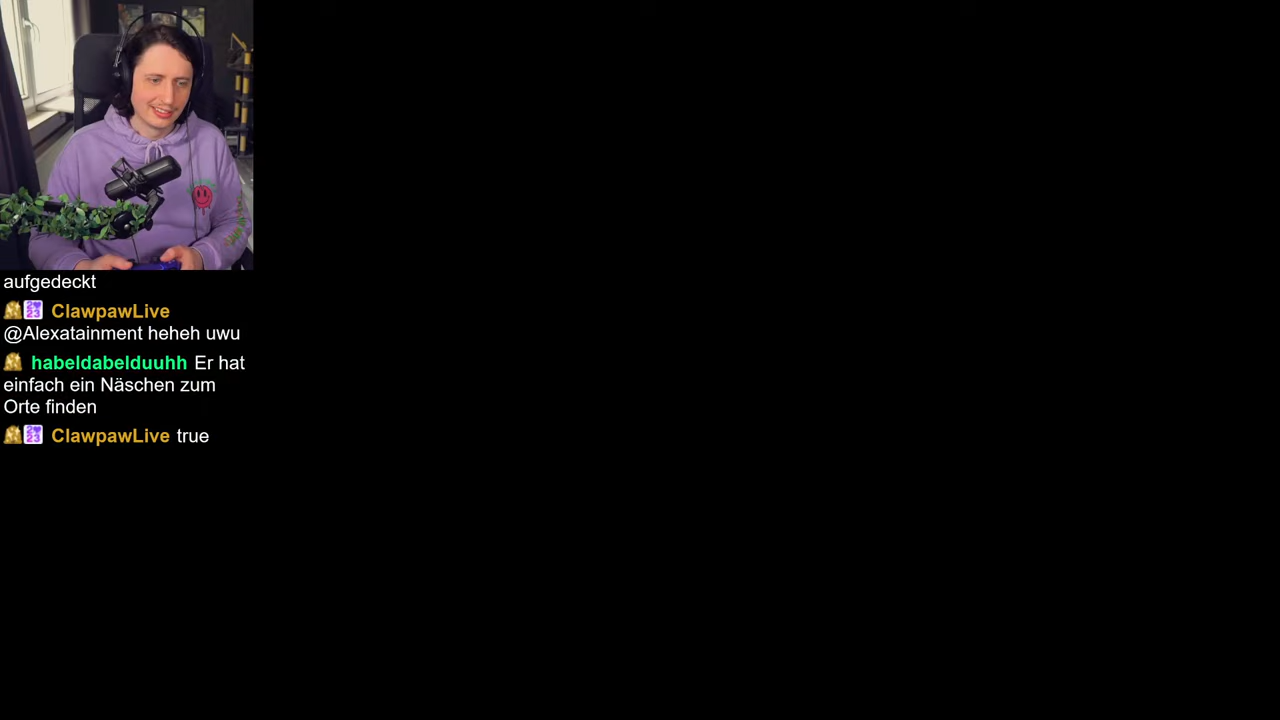 aufgedeckt
ClawpawLive
@Alexatainment heheh uwu
habeldabelduuhh Er hat
einfach ein Näschen zum
Orte finden
ClawpawLive true